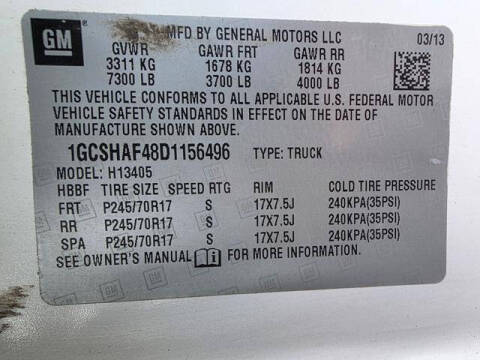 GM
MFD BY GENERAL MOTORS LLC
03/13
GVWR GAWR FRT GAWR RR
3311 KG 1678 KG 1814 KG
7300 LB 3700 LB 4000 LB
THIS VEHICLE CONFORMS TO ALL APPLICABLE U.S. FEDERAL MOTOR
VEHICLE SAFETY STANDARDS IN EFFECT ON THE DATE OF
MANUFACTURE SHOWN ABOVE.
1GCSHAF48D1156496 TYPE: TRUCK
MODEL: H13405
HBBF TIRE SIZE SPEED RTG RIM COLD TIRE PRESSURE
FRT P245/70R17 S 17X7.5J 240KPA(35PSI)
RR P245/70R17 S 17X7.5J 240KPA(35PSI)
SPA P245/70R17 S 17X7.5J 240KPA(35PSI)
SEE OWNER'S MANUAL FOR MORE INFORMATION.